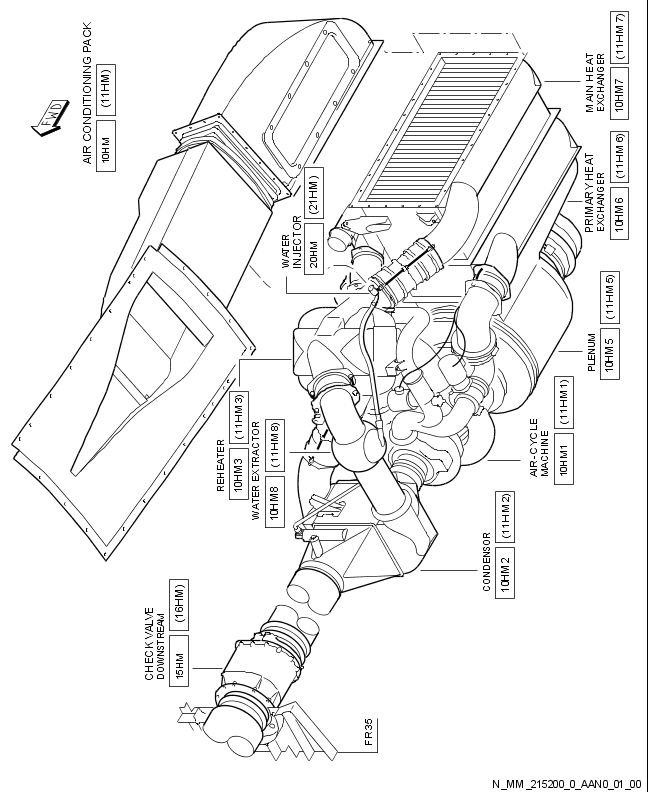 FWD
AIR CONDITIONING PACK
10HM (11HM)
MAIN HEAT
EXCHANGER
10HM7 (11HM7)
PRIMARY HEAT
EXCHANGER
10HM6 (11HM6)
WATER
INJECTOR
20HM (21HM)
PLENUM
10HM5 (11HM5)
REHEATER
10HM3 (11HM3)
WATER EXTRACTOR
10HM8 (11HM8)
AIR-CYCLE
MACHINE
10HM1 (11HM1)
CONDENSOR
10HM2 (11HM2)
CHECK VALVE
DOWNSTREAM
15HM (16HM)
FR35
N_MM_215200_0_AAN0_01_00